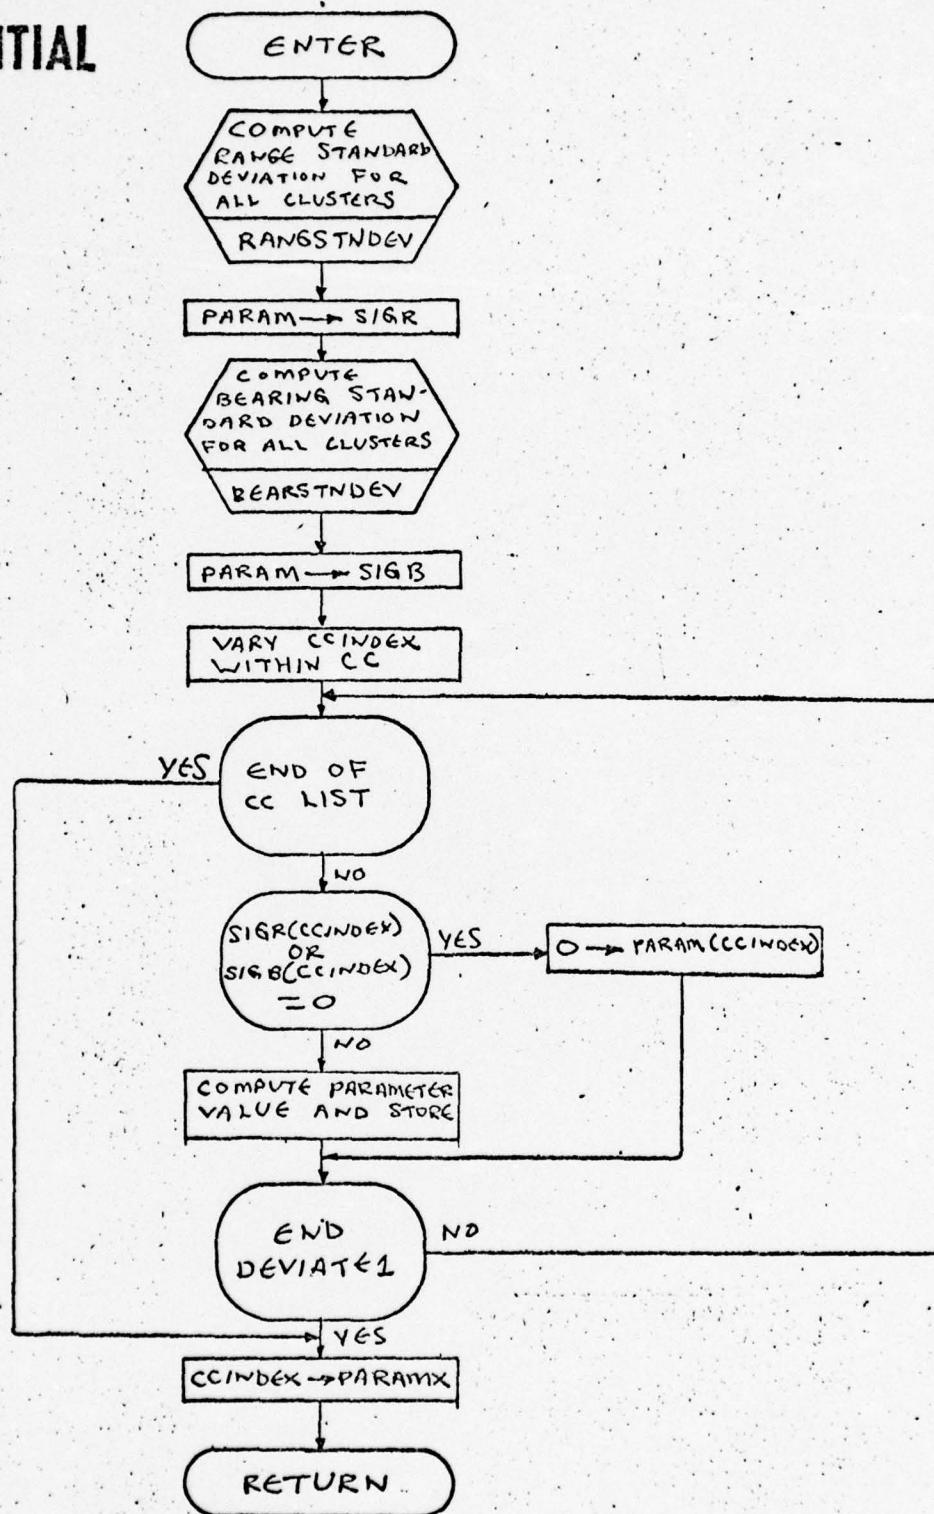 NTIAL
ENTER
COMPUTE
RANGE STANDARD
DEVIATION FOR
ALL CLUSTERS
RANGSTNDEV
PARAM → SIGR
COMPUTE
BEARING STAN-
DARD DEVIATION
FOR ALL CLUSTERS
BEARSTNDEV
PARAM → SIGB
VARY CCINDEX
WITHIN CC
YES
END OF
CC LIST
NO
SIGR(CCINDEX)
OR
SIGB(CCINDEX)
= 0
YES
0 → PARAM(CCINDEX)
NO
COMPUTE PARAMETER
VALUE AND STORE
END
DEVIATE1
NO
YES
CCINDEX → PARAMX
RETURN